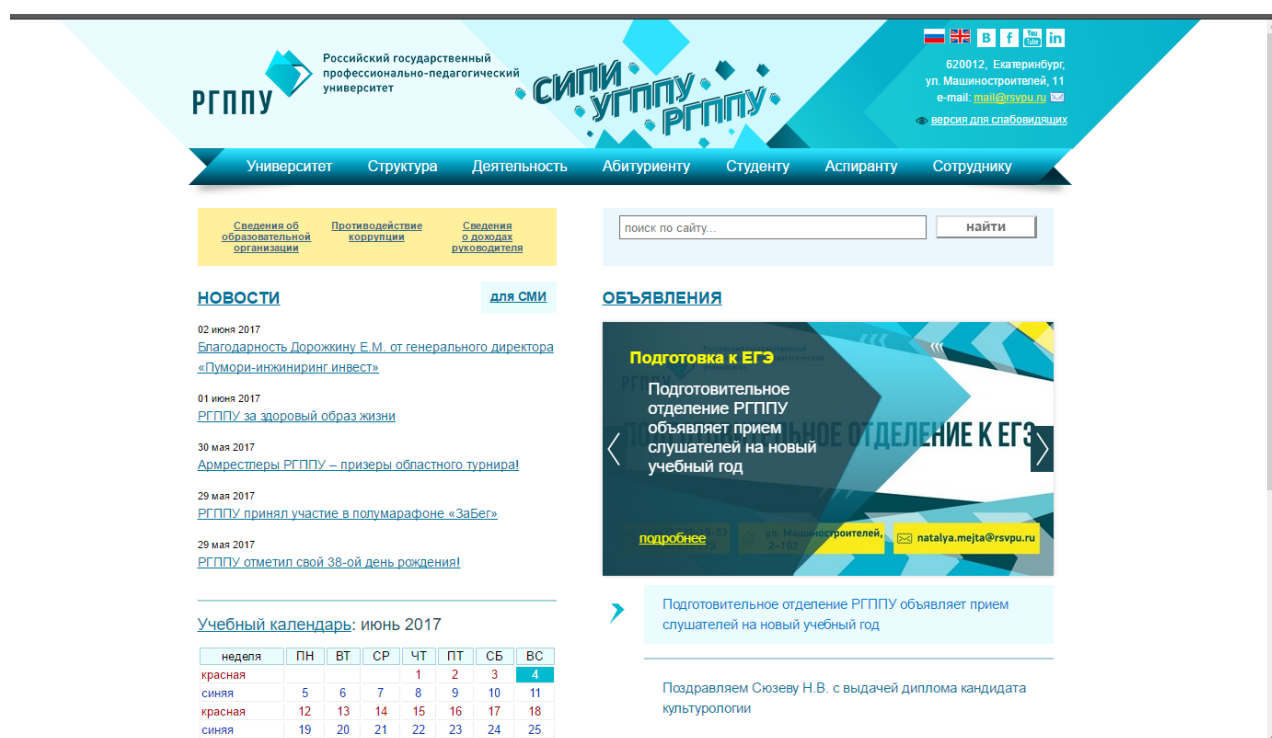 РГППУ
Российский государственный
профессионально-педагогический
университет
СИПИ
УГППУ
РГППУ
B f You Tube in
620012, Екатеринбург,
ул. Машиностроителей, 11
e-mail: mail@rsvpu.ru
версия для слабовидящих
Университет Структура Деятельность Абитуриенту Студенту Аспиранту Сотруднику
Сведения об
образовательной
организации
Противодействие
коррупции
Сведения
о доходах
руководителя
поиск по сайту...
найти
НОВОСТИ
для СМИ
02 июня 2017
Благодарность Дорожкину Е.М. от генерального директора
«Пумори-инжиниринг инвест»
01 июня 2017
РГППУ за здоровый образ жизни
30 мая 2017
Армрестлеры РГППУ – призеры областного турнира!
29 мая 2017
РГППУ принял участие в полумарафоне «ЗаБег»
29 мая 2017
РГППУ отметил свой 38-ой день рождения!
Учебный календарь: июнь 2017
неделя ПН ВТ СР ЧТ ПТ СБ ВС
красная 1 2 3 4
синяя 5 6 7 8 9 10 11
красная 12 13 14 15 16 17 18
синяя 19 20 21 22 23 24 25
ОБЪЯВЛЕНИЯ
Подготовка к ЕГЭ
Подготовительное
отделение РГППУ
объявляет прием
слушателей на новый
учебный год
ПОДГОТОВИТЕЛЬНОЕ ОТДЕЛЕНИЕ К ЕГЭ
подробнее
ул. Машиностроителей,
2–102
natalya.mejta@rsvpu.ru
Подготовительное отделение РГППУ объявляет прием
слушателей на новый учебный год
Поздравляем Сюзеву Н.В. с выдачей диплома кандидата
культурологии